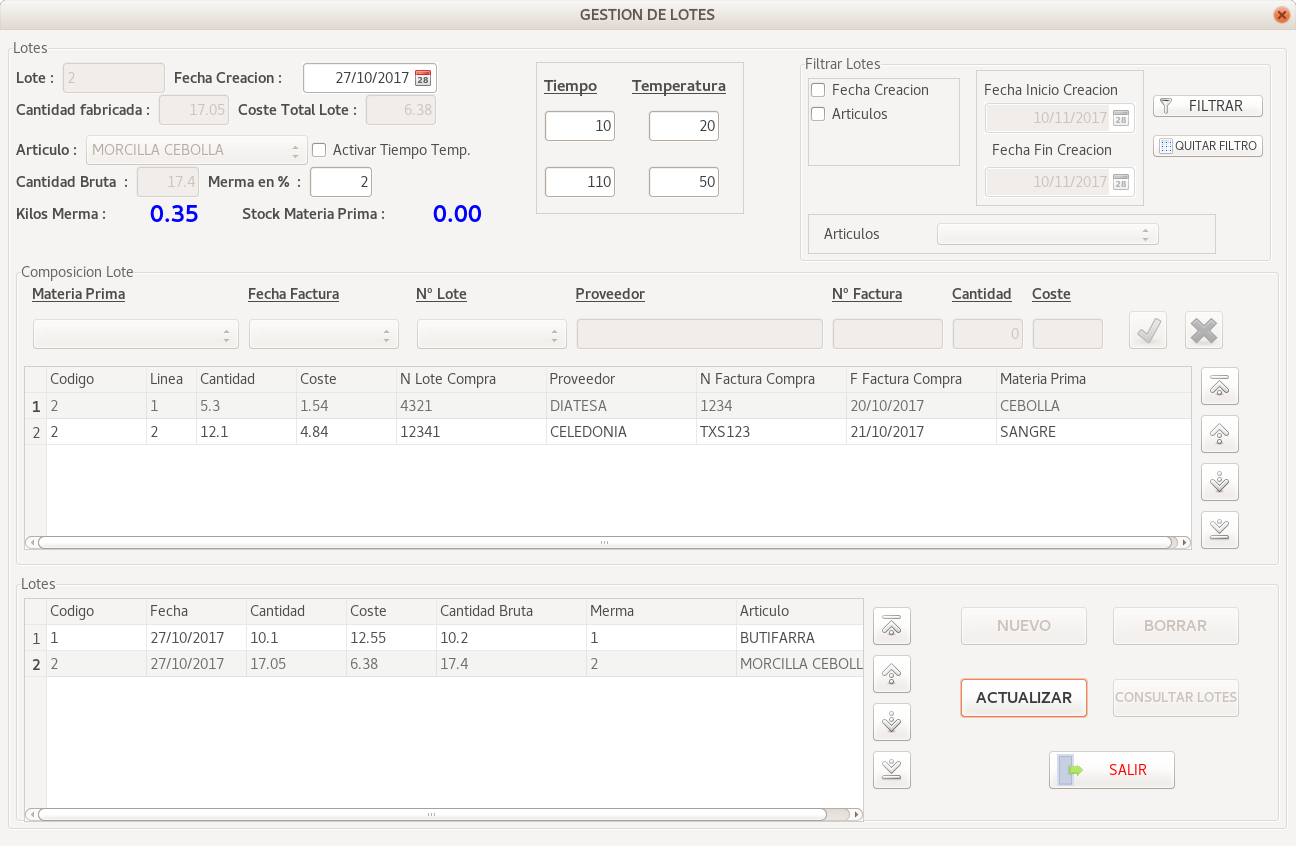 GESTION DE LOTES
Lotes
Lote : 2 Fecha Creacion : 27/10/2017 28
Cantidad fabricada : 17.05 Coste Total Lote : 6.38
Articulo : MORCILLA CEBOLLA Activar Tiempo Temp.
Cantidad Bruta : 17.4 Merma en % : 2
Kilos Merma : 0.35 Stock Materia Prima : 0.00
Tiempo Temperatura
10 20
110 50
Filtrar Lotes
Fecha Creacion
Articulos
Fecha Inicio Creacion
10/11/2017 28
Fecha Fin Creacion
10/11/2017 28
FILTRAR
QUITAR FILTRO
Articulos
Composicion Lote
Materia Prima Fecha Factura Nº Lote Proveedor Nº Factura Cantidad Coste
0
Codigo Linea Cantidad Coste N Lote Compra Proveedor N Factura Compra F Factura Compra Materia Prima
1 2 1 5.3 1.54 4321 DIATESA 1234 20/10/2017 CEBOLLA
2 2 2 12.1 4.84 12341 CELEDONIA TXS123 21/10/2017 SANGRE
Lotes
Codigo Fecha Cantidad Coste Cantidad Bruta Merma Articulo
1 1 27/10/2017 10.1 12.55 10.2 1 BUTIFARRA
2 2 27/10/2017 17.05 6.38 17.4 2 MORCILLA CEBOLL
NUEVO BORRAR
ACTUALIZAR CONSULTAR LOTES
SALIR